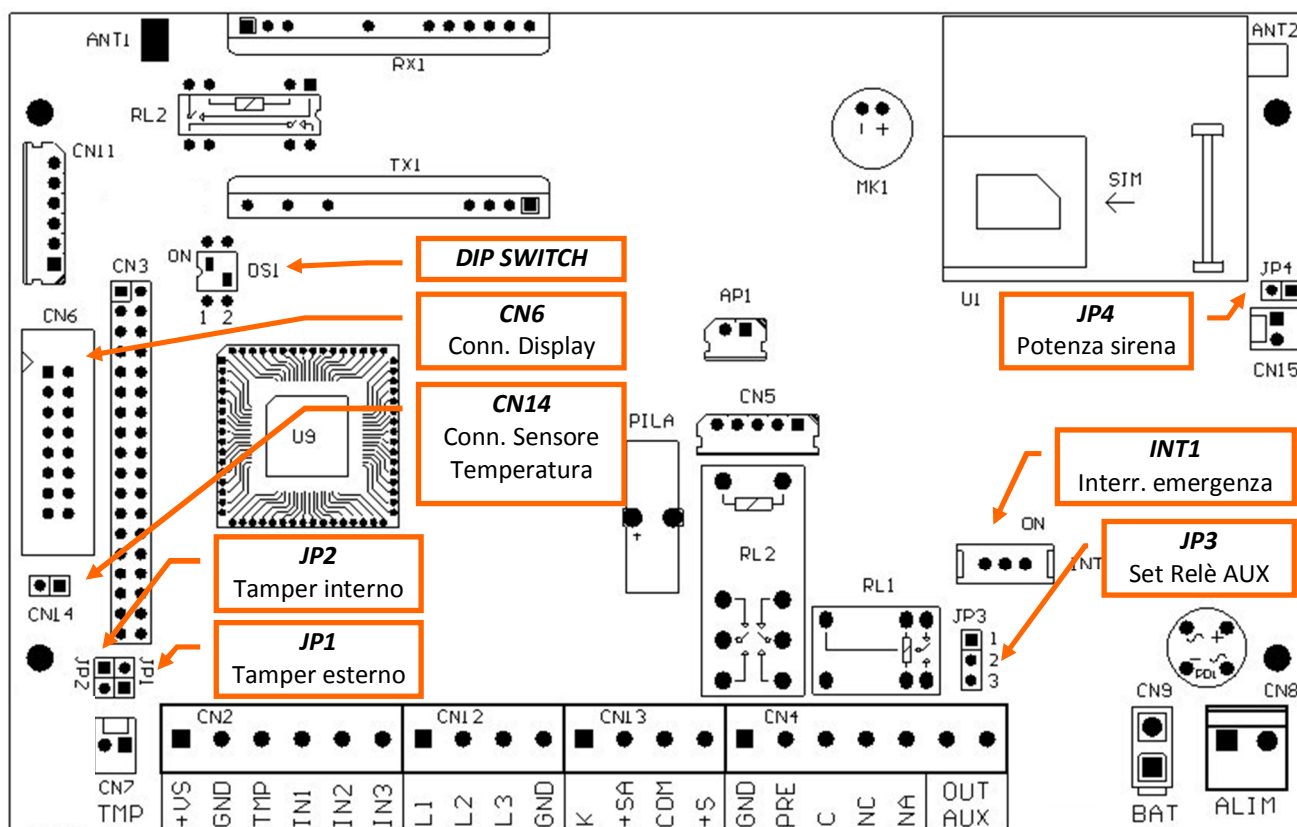 ANT1
RX1
ANT2
RL2
CN11
TX1
MK1
- +
SIM
ON
DS1
1 2
DIP SWITCH
CN3
CN6
CN6
Conn. Display
AP1
U1
JP4
JP4
Potenza sirena
CN15
CN14
Conn. Sensore
Temperatura
U9
PILA
+
CN5
INT1
Interr. emergenza
ON
INT
RL2
JP2
Tamper interno
JP3
Set Relè AUX
CN14
RL1
JP3
1
2
3
JP1
Tamper esterno
JP2
JP1
+
-
PD1
CN9
CN8
CN2
CN12
CN13
CN4
CN7
TMP
+VS
GND
TMP
IN1
IN2
IN3
L1
L2
L3
GND
K
+SA
COM
+S
GND
PRE
C
NC
NA
OUT
AUX
BAT
ALIM